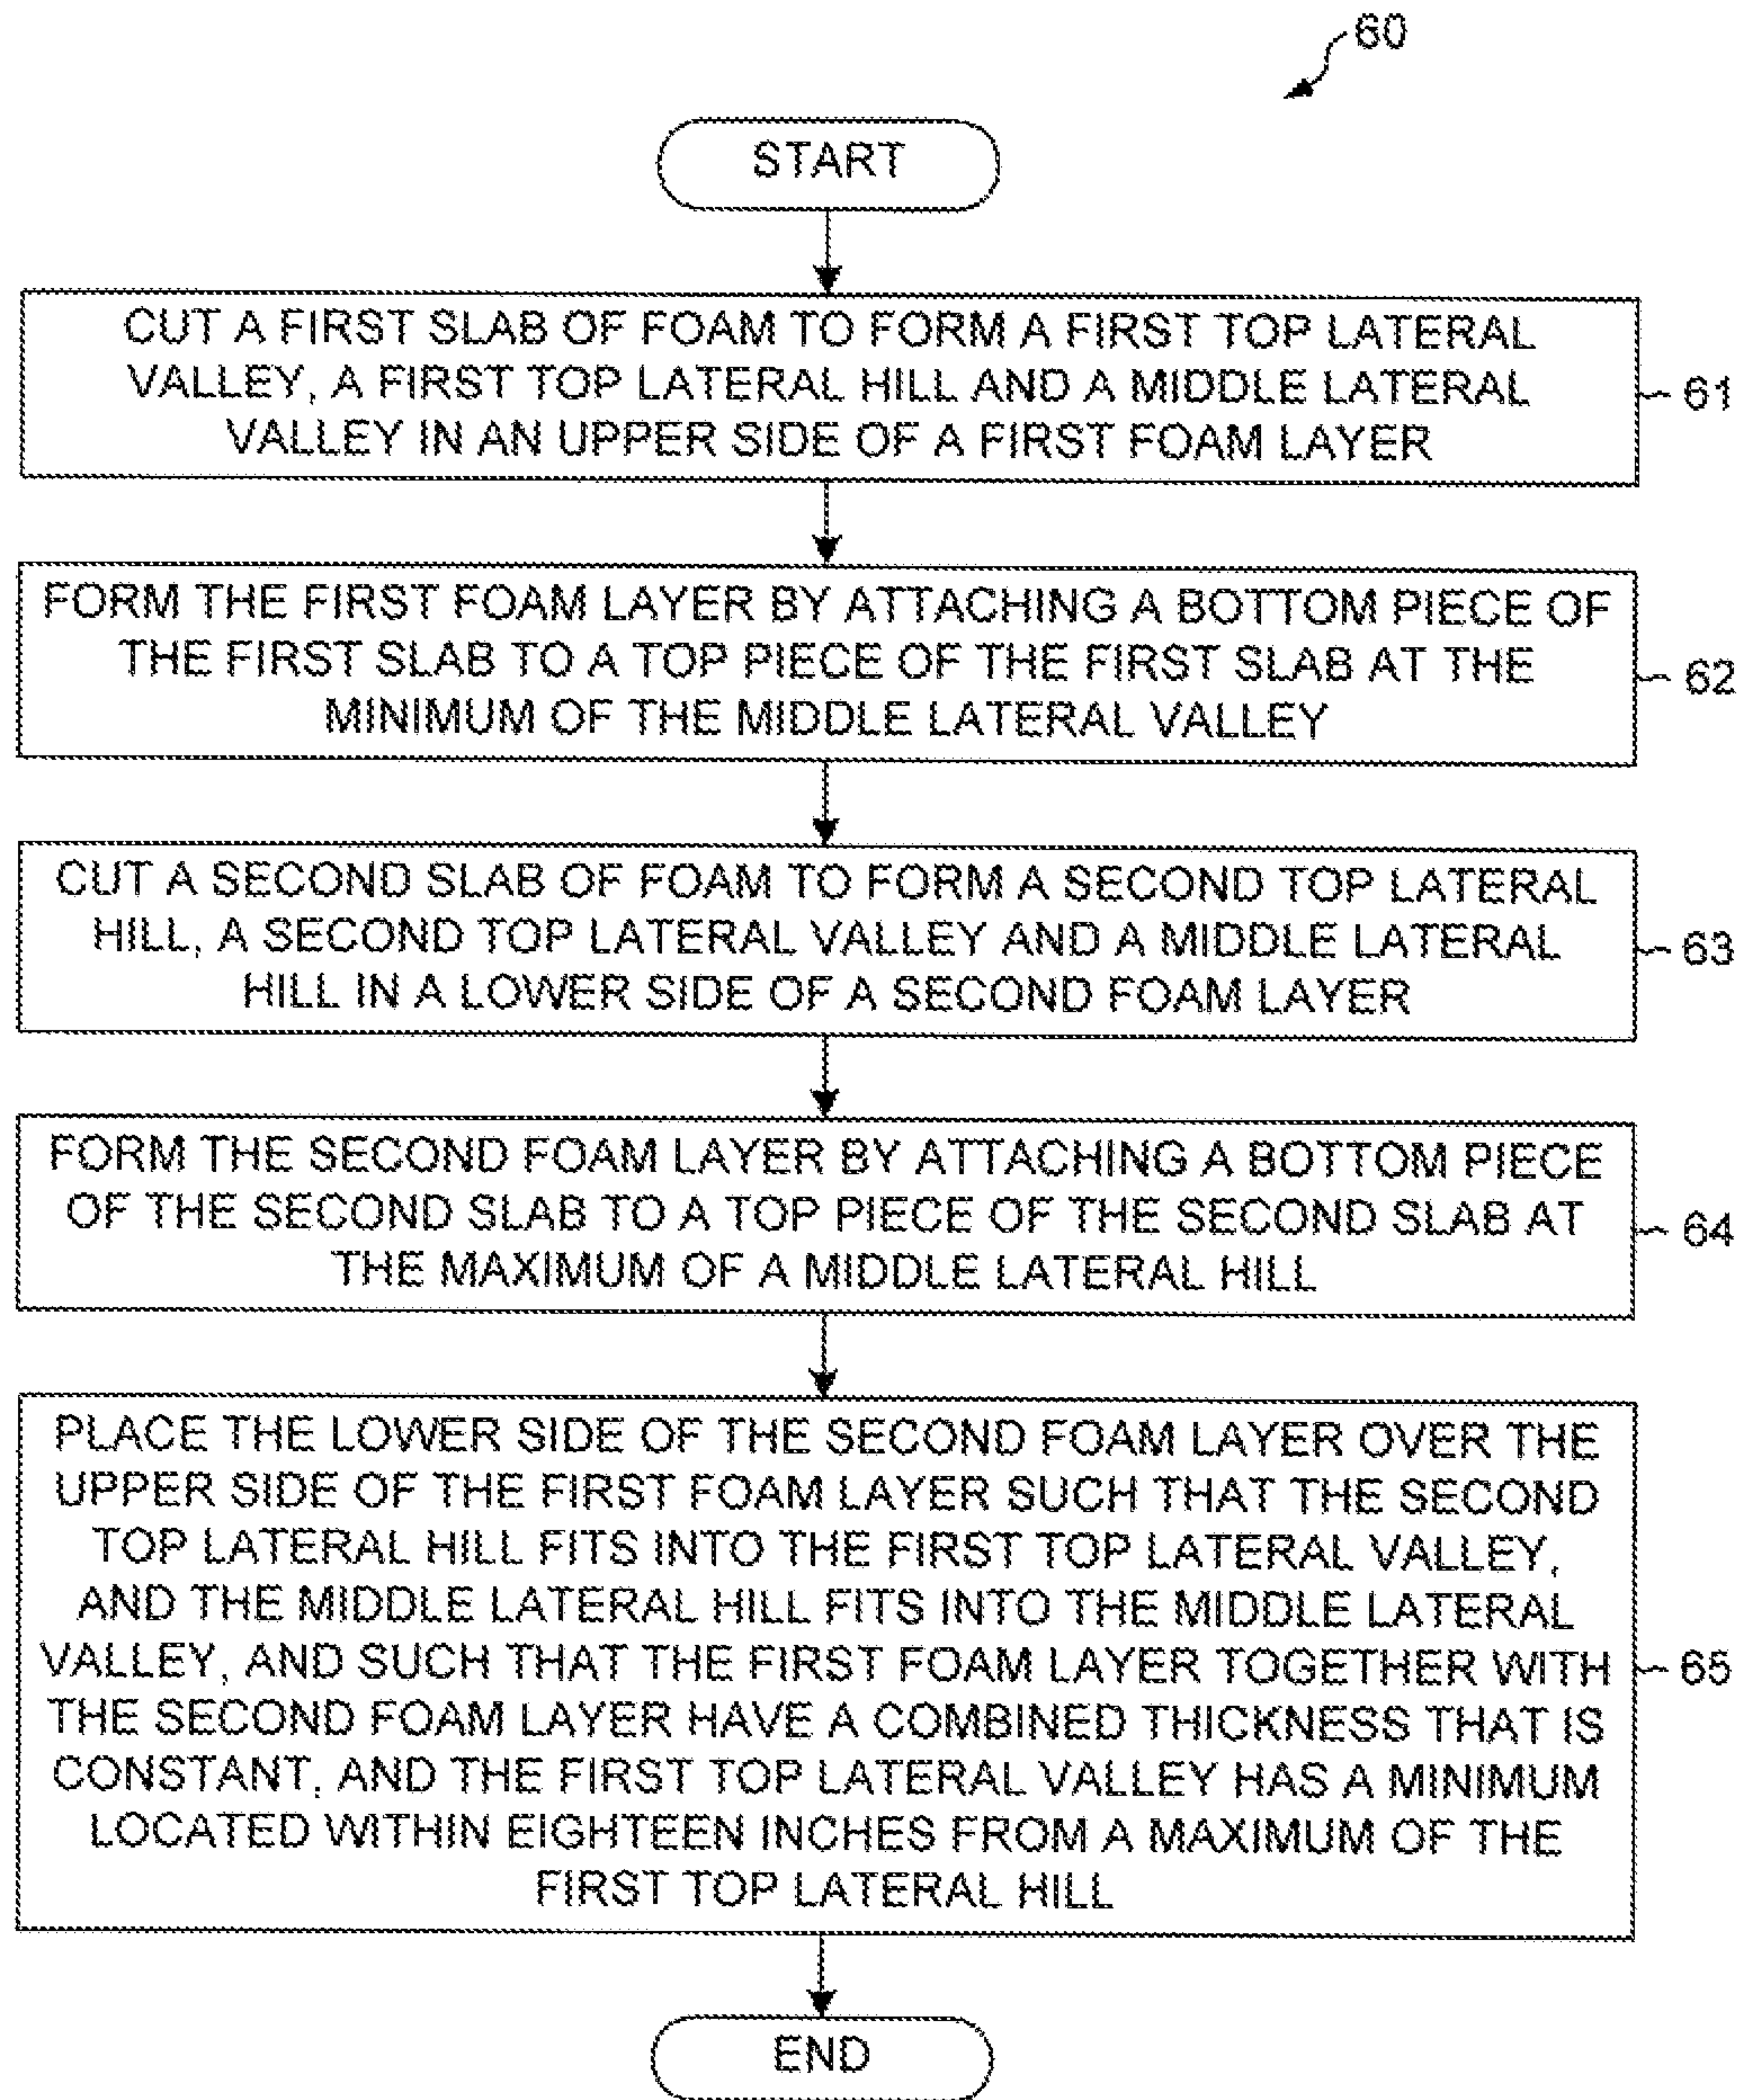 60
START
CUT A FIRST SLAB OF FOAM TO FORM A FIRST TOP LATERAL
VALLEY, A FIRST TOP LATERAL HILL AND A MIDDLE LATERAL
VALLEY IN AN UPPER SIDE OF A FIRST FOAM LAYER
61
FORM THE FIRST FOAM LAYER BY ATTACHING A BOTTOM PIECE OF
THE FIRST SLAB TO A TOP PIECE OF THE FIRST SLAB AT THE
MINIMUM OF THE MIDDLE LATERAL VALLEY
62
CUT A SECOND SLAB OF FOAM TO FORM A SECOND TOP LATERAL
HILL, A SECOND TOP LATERAL VALLEY AND A MIDDLE LATERAL
HILL IN A LOWER SIDE OF A SECOND FOAM LAYER
63
FORM THE SECOND FOAM LAYER BY ATTACHING A BOTTOM PIECE
OF THE SECOND SLAB TO A TOP PIECE OF THE SECOND SLAB AT
THE MAXIMUM OF A MIDDLE LATERAL HILL
64
PLACE THE LOWER SIDE OF THE SECOND FOAM LAYER OVER THE
UPPER SIDE OF THE FIRST FOAM LAYER SUCH THAT THE SECOND
TOP LATERAL HILL FITS INTO THE FIRST TOP LATERAL VALLEY,
AND THE MIDDLE LATERAL HILL FITS INTO THE MIDDLE LATERAL
VALLEY, AND SUCH THAT THE FIRST FOAM LAYER TOGETHER WITH
THE SECOND FOAM LAYER HAVE A COMBINED THICKNESS THAT IS
CONSTANT, AND THE FIRST TOP LATERAL VALLEY HAS A MINIMUM
LOCATED WITHIN EIGHTEEN INCHES FROM A MAXIMUM OF THE
FIRST TOP LATERAL HILL
65
END